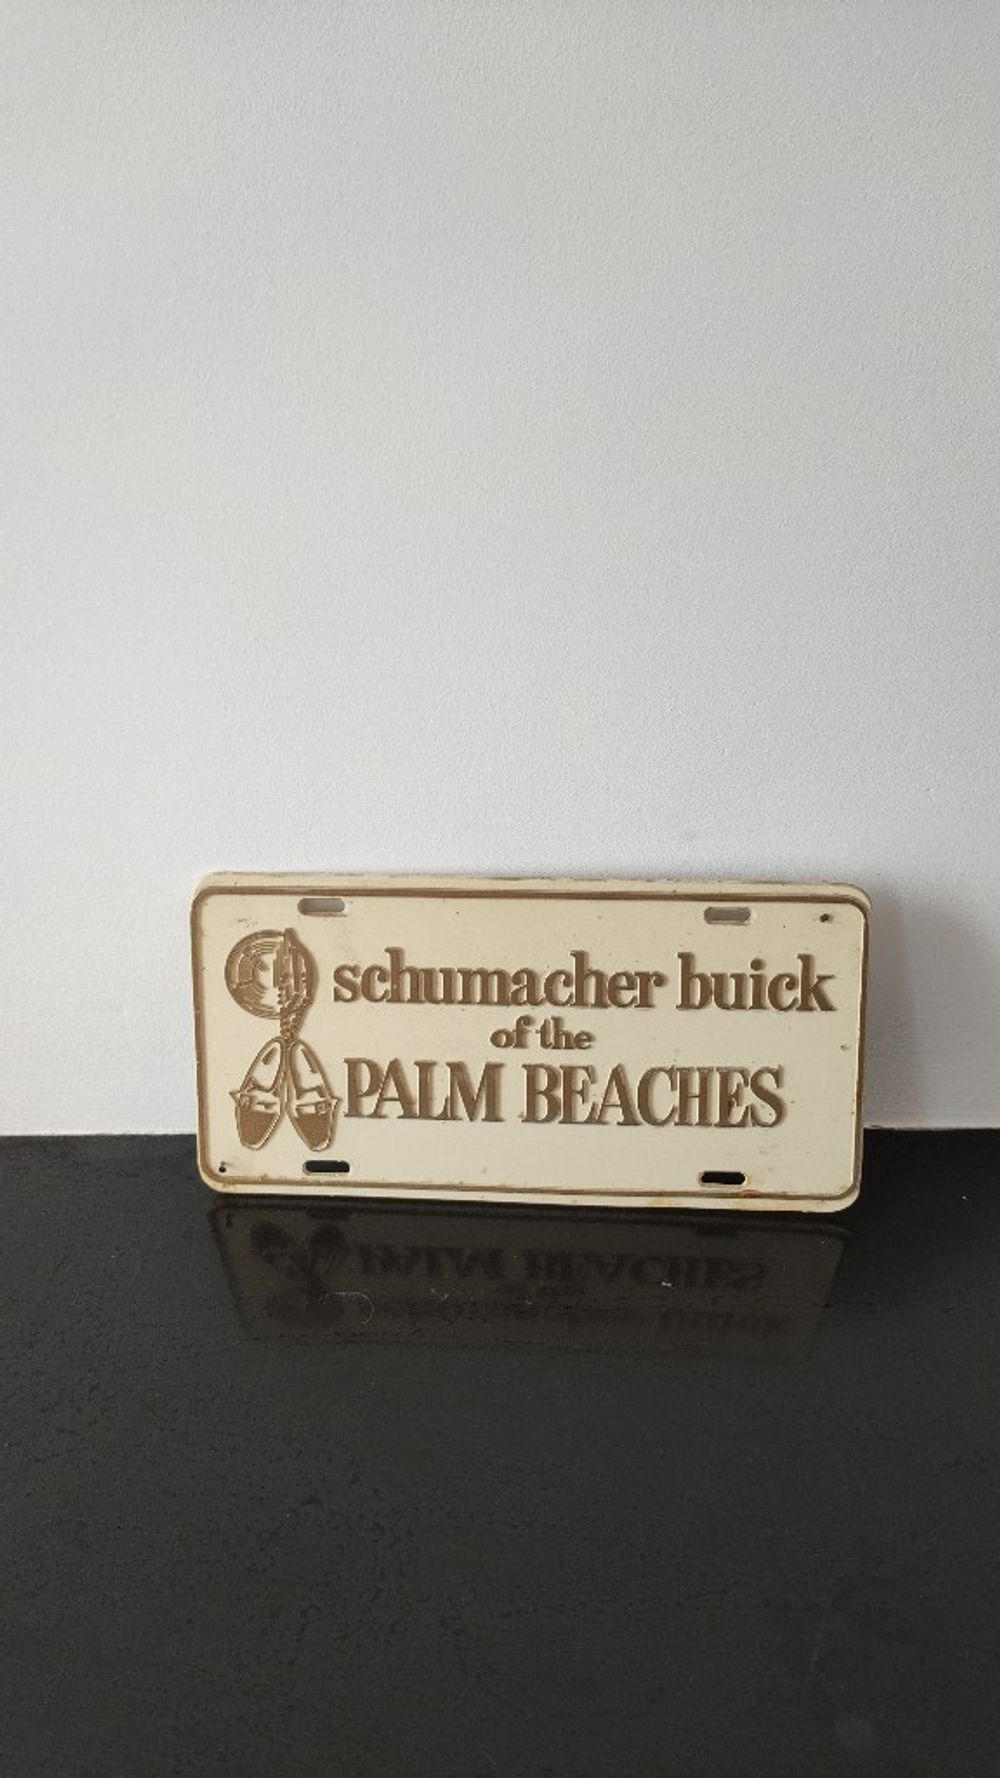 schumacher buick
of the
PALM BEACHES